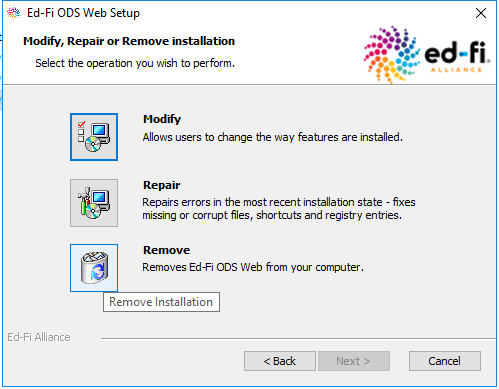 Ed-Fi ODS Web Setup
Modify, Repair or Remove installation
Select the operation you wish to perform.
ed-fi
ALLIANCE
Modify
Allows users to change the way features are installed.
Repair
Repairs errors in the most recent installation state - fixes
missing or corrupt files, shortcuts and registry entries.
Remove
Removes Ed-Fi ODS Web from your computer.
Remove Installation
Ed-Fi Alliance
< Back
Next >
Cancel